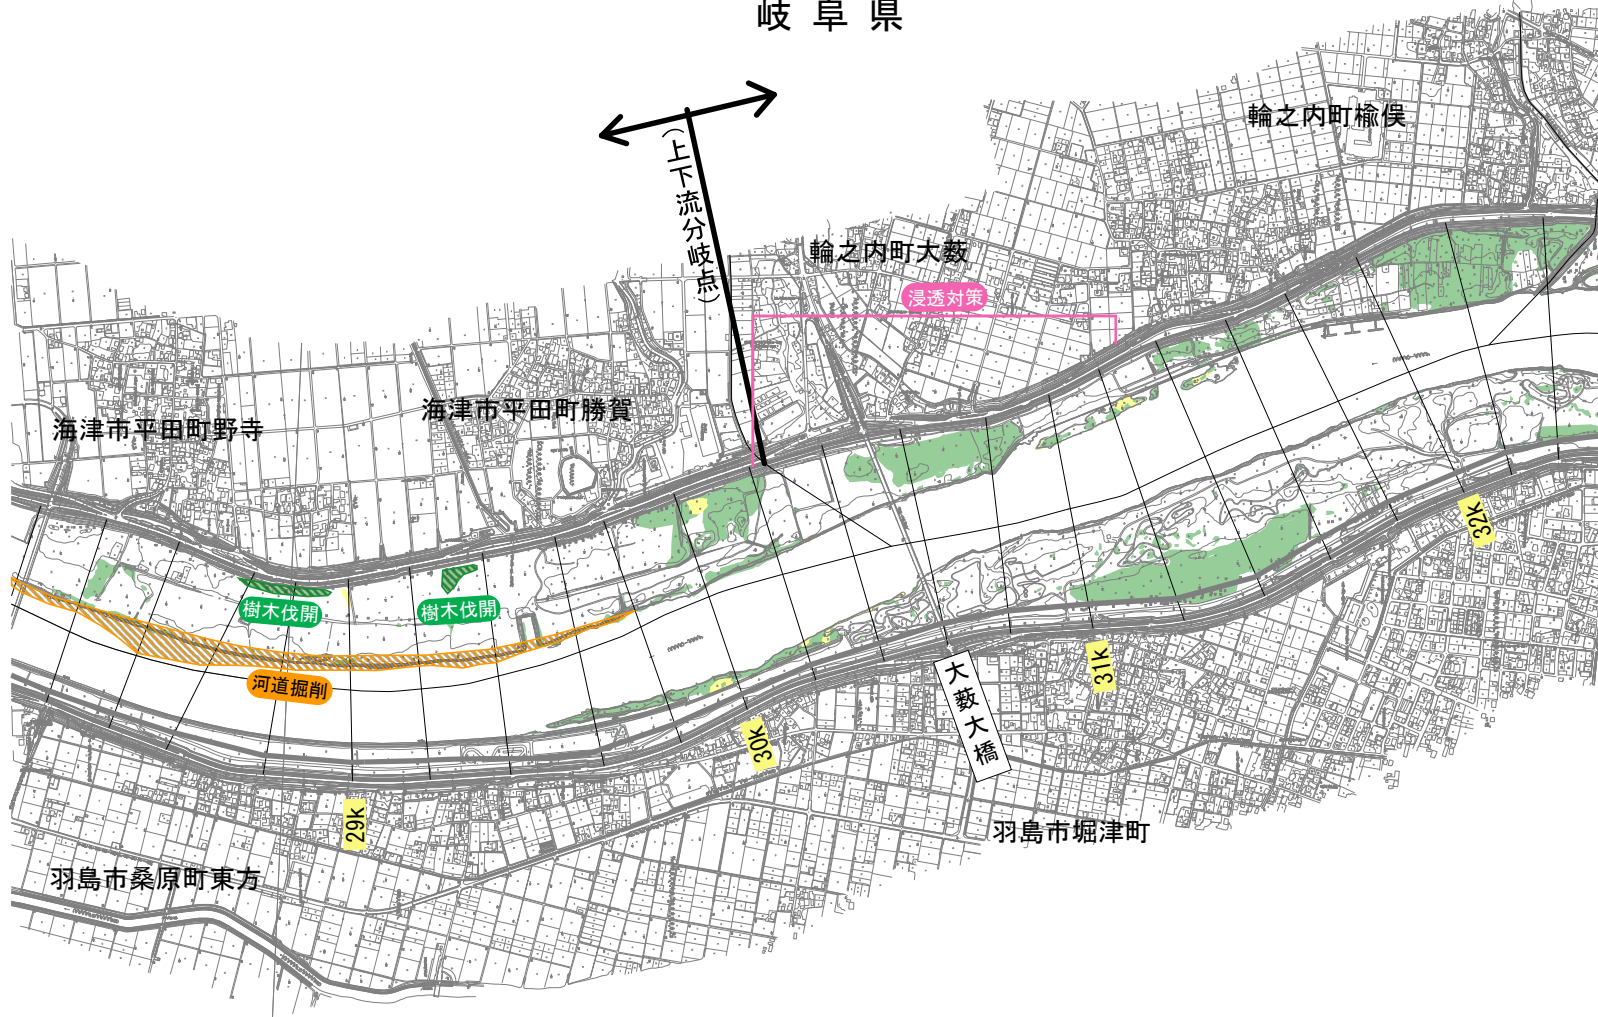 岐阜県
輪之内町楡俣
（上下流分岐点）
輪之内町大薮
浸透対策
海津市平田町勝賀
海津市平田町野寺
樹木伐開
樹木伐開
河道掘削
32k
31k
30k
29k
大薮大橋
羽島市堀津町
羽島市桑原町東方